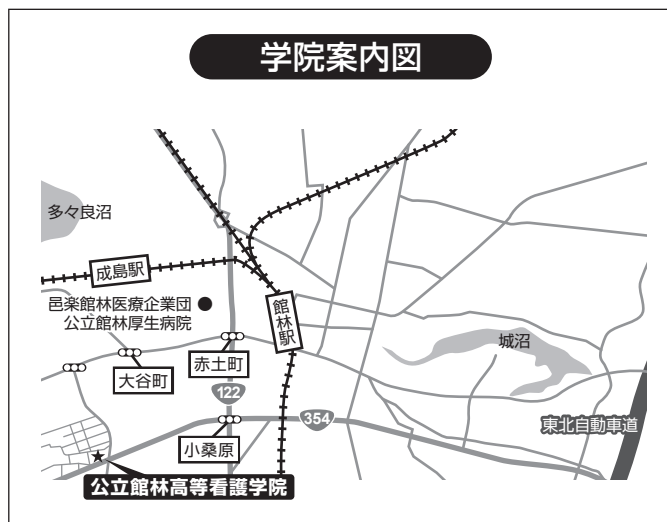 学院案内図
多々良沼
成島駅
邑楽館林医療企業団
公立館林厚生病院
館林駅
城沼
赤土町
大谷町
122
354
東北自動車道
小桑原
公立館林高等看護学院